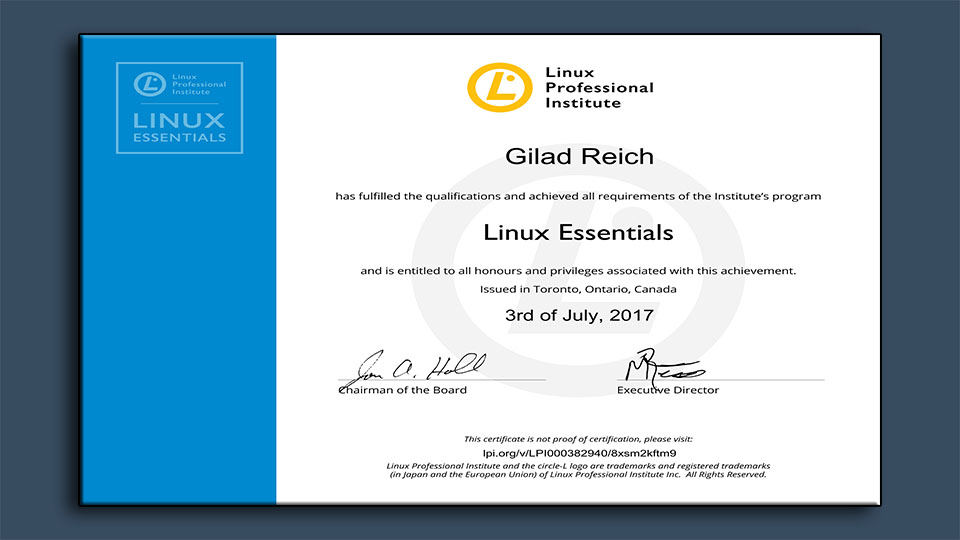 Linux
Professional
Institute
LINUX
ESSENTIALS
Linux
Professional
Institute
Gilad Reich
has fulfilled the qualifications and achieved all requirements of the Institute's program
Linux Essentials
and is entitled to all honours and privileges associated with this achievement.
Issued in Toronto, Ontario, Canada
3rd of July, 2017
Jon A. Hall
Chairman of the Board
Executive Director
This certificate is not proof of certification, please visit:
lpi.org/v/LPI000382940/8xsm2kftm9
Linux Professional Institute and the circle-L logo are trademarks and registered trademarks
(in Japan and the European Union) of Linux Professional Institute Inc. All Rights Reserved.